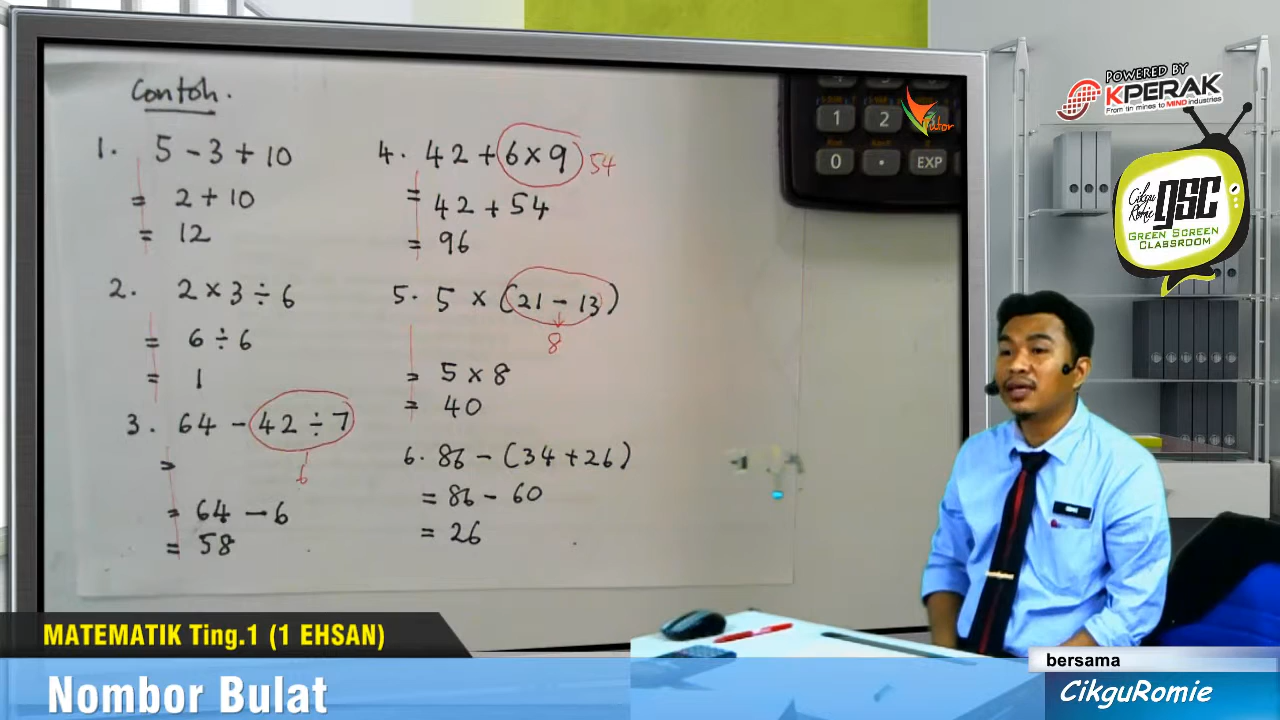 Contoh.
1. 5 - 3 + 10
= 2 + 10
= 12
2. 2 × 3 ÷ 6
= 6 ÷ 6
= 1
3. 64 - 42 ÷ 7
6
=
= 64 - 6
= 58
4. 42 + 6 × 9 54
= 42 + 54
= 96
5. 5 × (21 - 13)
8
= 5 × 8
= 40
6. 86 - (34 + 26)
= 86 - 60
= 26
1 2
0 . EXP
Tutor
POWERED BY
KPERAK
From tin mines to MIND industries
Cikgu
Romie GSC
GREEN SCREEN
CLASSROOM
MATEMATIK Ting.1 (1 EHSAN)
Nombor Bulat
bersama
CikguRomie